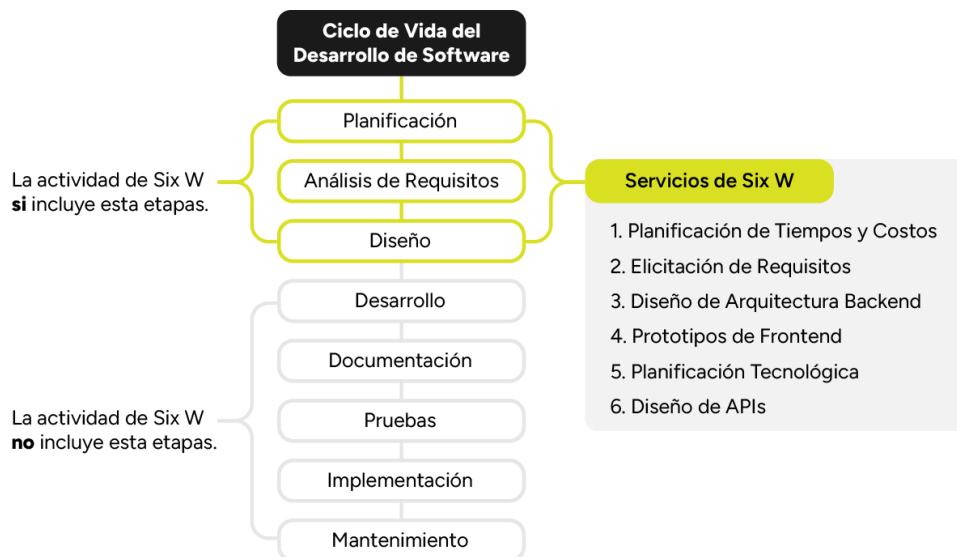 Ciclo de Vida del
Desarrollo de Software
Planificación
Análisis de Requisitos
Diseño
Desarrollo
Documentación
Pruebas
Implementación
Mantenimiento
La actividad de Six W
si incluye esta etapas.
La actividad de Six W
no incluye esta etapas.
Servicios de Six W
1. Planificación de Tiempos y Costos
2. Elicitación de Requisitos
3. Diseño de Arquitectura Backend
4. Prototipos de Frontend
5. Planificación Tecnológica
6. Diseño de APIs